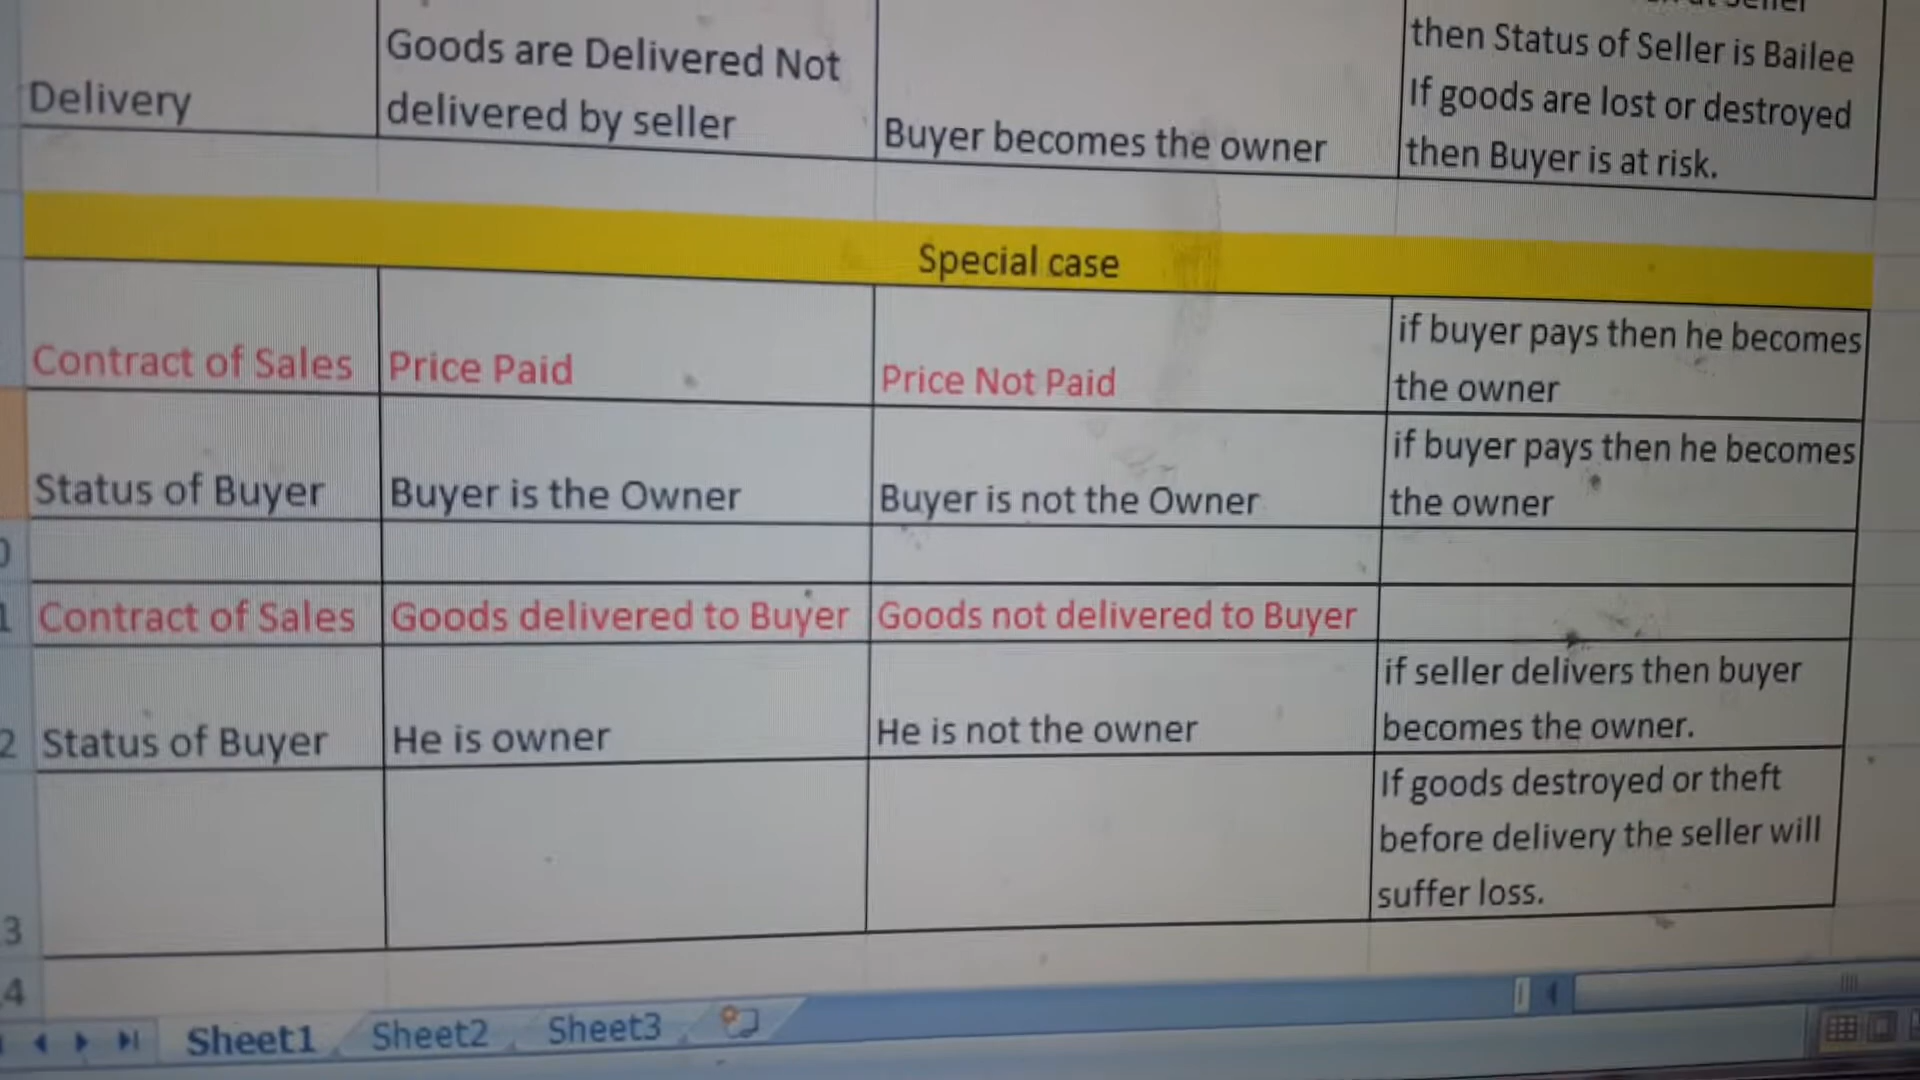 then Status of Seller is Bailee
Goods are Delivered Not
If goods are lost or destroyed
Delivery
delivered by seller
Buyer becomes the owner
then Buyer is at risk.
Special case
if buyer pays then he becomes
Contract of Sales
Price Paid
Price Not Paid
the owner
if buyer pays then he becomes
Status of Buyer
Buyer is the Owner
Buyer is not the Owner
the owner
Contract of Sales
Goods delivered to Buyer
Goods not delivered to Buyer
if seller delivers then buyer
Status of Buyer
He is owner
He is not the owner
becomes the owner.
If goods destroyed or theft
before delivery the seller will
suffer loss.
Sheet1
Sheet2
Sheet3